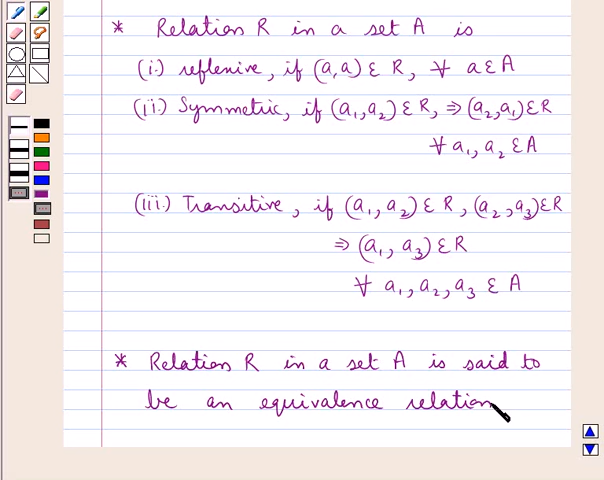 * Relation R in a set A is
(i.) reflenive, if (a,a) ε R, ∀ a ε A
(ii.) Symmetric, if (a₁,a₂) ε R, ⇒ (a₂,a₁) ε R
∀ a₁, a₂ ε A
(iii.) Transitive, if (a₁, a₂) ε R, (a₂, a₃) ε R
⇒ (a₁, a₃) ε R
∀ a₁, a₂, a₃ ε A
* Relation R in a set A is said to
be an equivalence relation